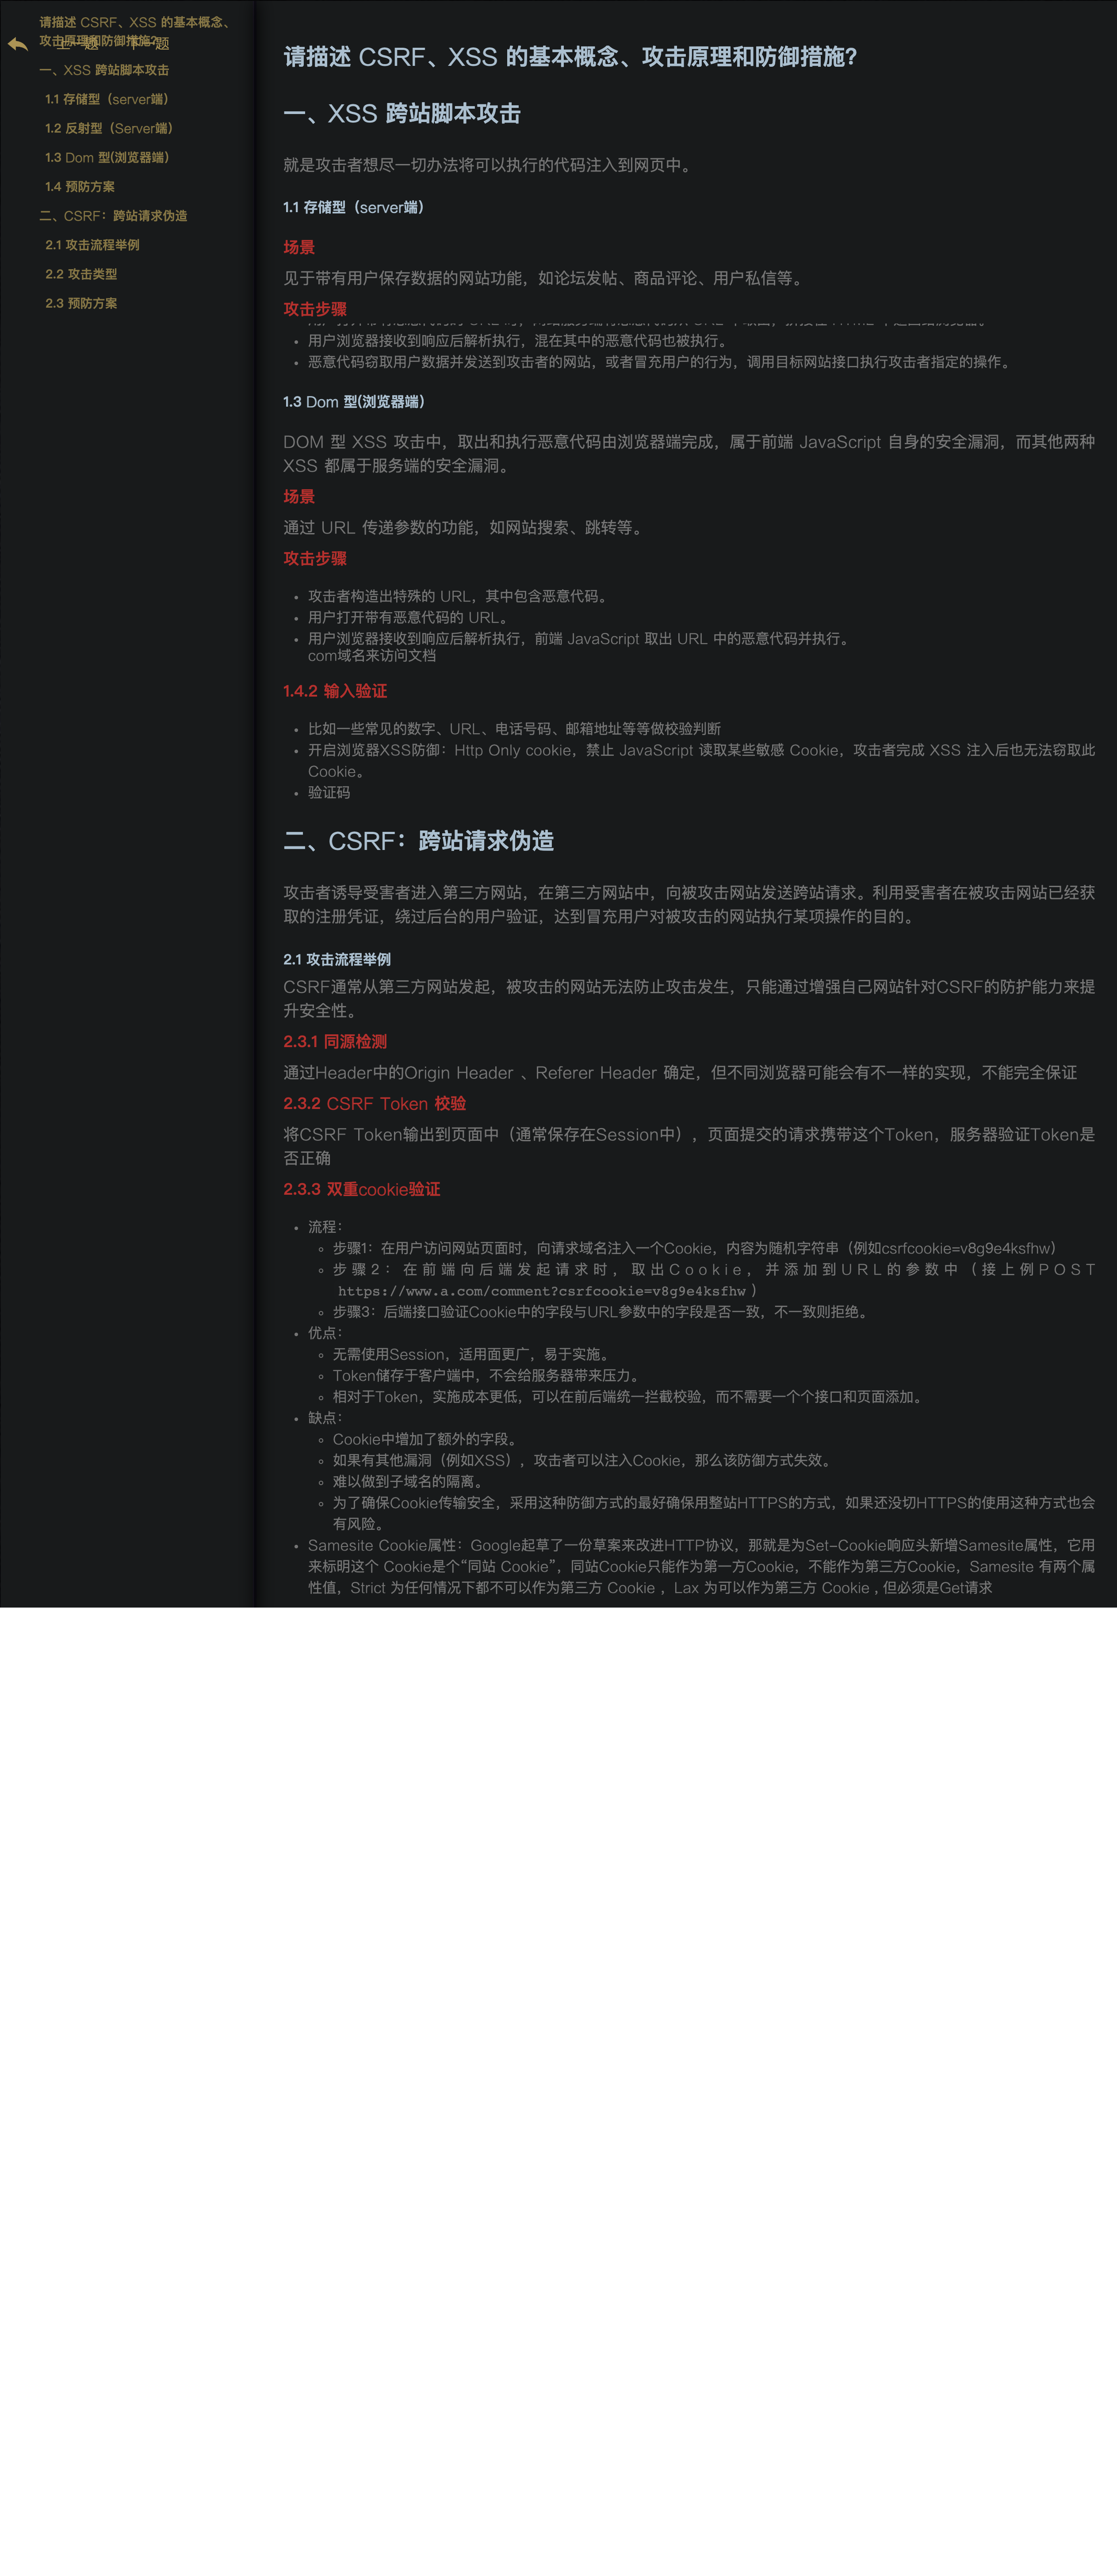 请描述 CSRF、XSS 的基本概念、
攻击原理和防御措施?
上一题 下一题
一、XSS 跨站脚本攻击
1.1 存储型（server端）
1.2 反射型（Server端）
1.3 Dom 型(浏览器端）
1.4 预防方案
二、CSRF：跨站请求伪造
2.1 攻击流程举例
2.2 攻击类型
2.3 预防方案
请描述 CSRF、XSS 的基本概念、攻击原理和防御措施?
一、XSS 跨站脚本攻击
就是攻击者想尽一切办法将可以执行的代码注入到网页中。
1.1 存储型（server端）
场景
见于带有用户保存数据的网站功能，如论坛发帖、商品评论、用户私信等。
攻击步骤
用户浏览器接收到响应后解析执行，混在其中的恶意代码也被执行。
恶意代码窃取用户数据并发送到攻击者的网站，或者冒充用户的行为，调用目标网站接口执行攻击者指定的操作。
1.3 Dom 型(浏览器端）
DOM 型 XSS 攻击中，取出和执行恶意代码由浏览器端完成，属于前端 JavaScript 自身的安全漏洞，而其他两种
XSS 都属于服务端的安全漏洞。
场景
通过 URL 传递参数的功能，如网站搜索、跳转等。
攻击步骤
攻击者构造出特殊的 URL，其中包含恶意代码。
用户打开带有恶意代码的 URL。
用户浏览器接收到响应后解析执行，前端 JavaScript 取出 URL 中的恶意代码并执行。
com域名来访问文档
1.4.2 输入验证
比如一些常见的数字、URL、电话号码、邮箱地址等等做校验判断
开启浏览器XSS防御：Http Only cookie，禁止 JavaScript 读取某些敏感 Cookie，攻击者完成 XSS 注入后也无法窃取此
Cookie。
验证码
二、CSRF：跨站请求伪造
攻击者诱导受害者进入第三方网站，在第三方网站中，向被攻击网站发送跨站请求。利用受害者在被攻击网站已经获
取的注册凭证，绕过后台的用户验证，达到冒充用户对被攻击的网站执行某项操作的目的。
2.1 攻击流程举例
CSRF通常从第三方网站发起，被攻击的网站无法防止攻击发生，只能通过增强自己网站针对CSRF的防护能力来提
升安全性。
2.3.1 同源检测
通过Header中的Origin Header 、Referer Header 确定，但不同浏览器可能会有不一样的实现，不能完全保证
2.3.2 CSRF Token 校验
将CSRF Token输出到页面中（通常保存在Session中），页面提交的请求携带这个Token，服务器验证Token是
否正确
2.3.3 双重cookie验证
流程：
步骤1：在用户访问网站页面时，向请求域名注入一个Cookie，内容为随机字符串（例如csrfcookie=v8g9e4ksfhw）
步骤2：在前端向后端发起请求时，取出Cookie，并添加到URL的参数中（接上例POST
https://www.a.com/comment?csrfcookie=v8g9e4ksfhw ）
步骤3：后端接口验证Cookie中的字段与URL参数中的字段是否一致，不一致则拒绝。
优点：
无需使用Session，适用面更广，易于实施。
Token储存于客户端中，不会给服务器带来压力。
相对于Token，实施成本更低，可以在前后端统一拦截校验，而不需要一个个接口和页面添加。
缺点：
Cookie中增加了额外的字段。
如果有其他漏洞（例如XSS），攻击者可以注入Cookie，那么该防御方式失效。
难以做到子域名的隔离。
为了确保Cookie传输安全，采用这种防御方式的最好确保用整站HTTPS的方式，如果还没切HTTPS的使用这种方式也会
有风险。
Samesite Cookie属性：Google起草了一份草案来改进HTTP协议，那就是为Set-Cookie响应头新增Samesite属性，它用
来标明这个 Cookie是个“同站 Cookie”，同站Cookie只能作为第一方Cookie，不能作为第三方Cookie，Samesite 有两个属
性值，Strict 为任何情况下都不可以作为第三方 Cookie ，Lax 为可以作为第三方 Cookie , 但必须是Get请求